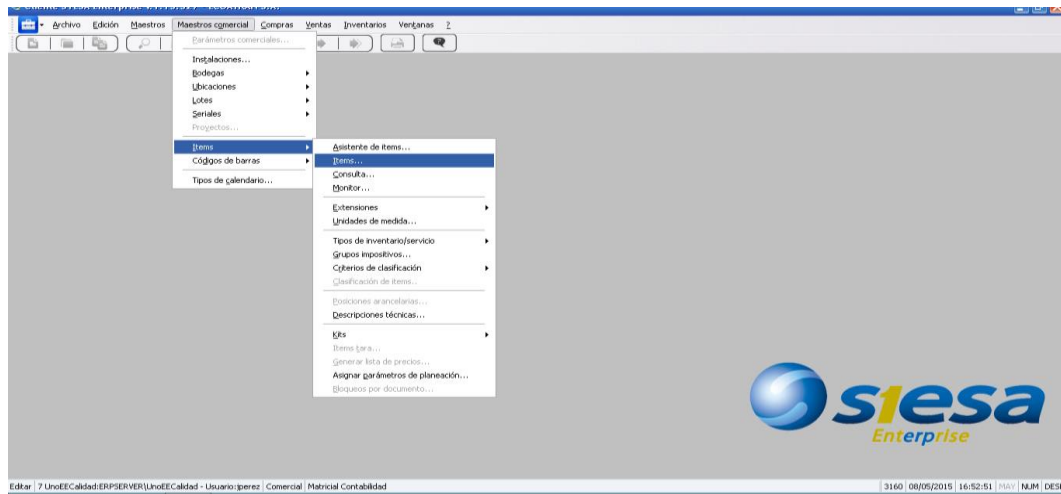 Archivo Edición Maestros Maestros comercial Compras Ventas Inventarios Ventanas ?
Parámetros comerciales...
Instalaciones...
Bodegas
Ubicaciones
Lotes
Seriales
Proyectos...
Items
Códigos de barras
Tipos de calendario...
Asistente de items...
Items...
Consulta...
Monitor...
Extensiones
Unidades de medida...
Tipos de inventario/servicio
Grupos impositivos...
Criterios de clasificación
Clasificación de items...
Posiciones arancelarias...
Descripciones técnicas...
Kits
Items tara...
Generar lista de precios...
Asignar parámetros de planeación...
Bloqueos por documento...
siesa
Enterprise
Editar 7 UnoEECalidad:ERPSERVER\UnoEECalidad - Usuario:jperez Comercial Matricial Contabilidad 3160 08/05/2015 16:52:51 MAY NUM DES